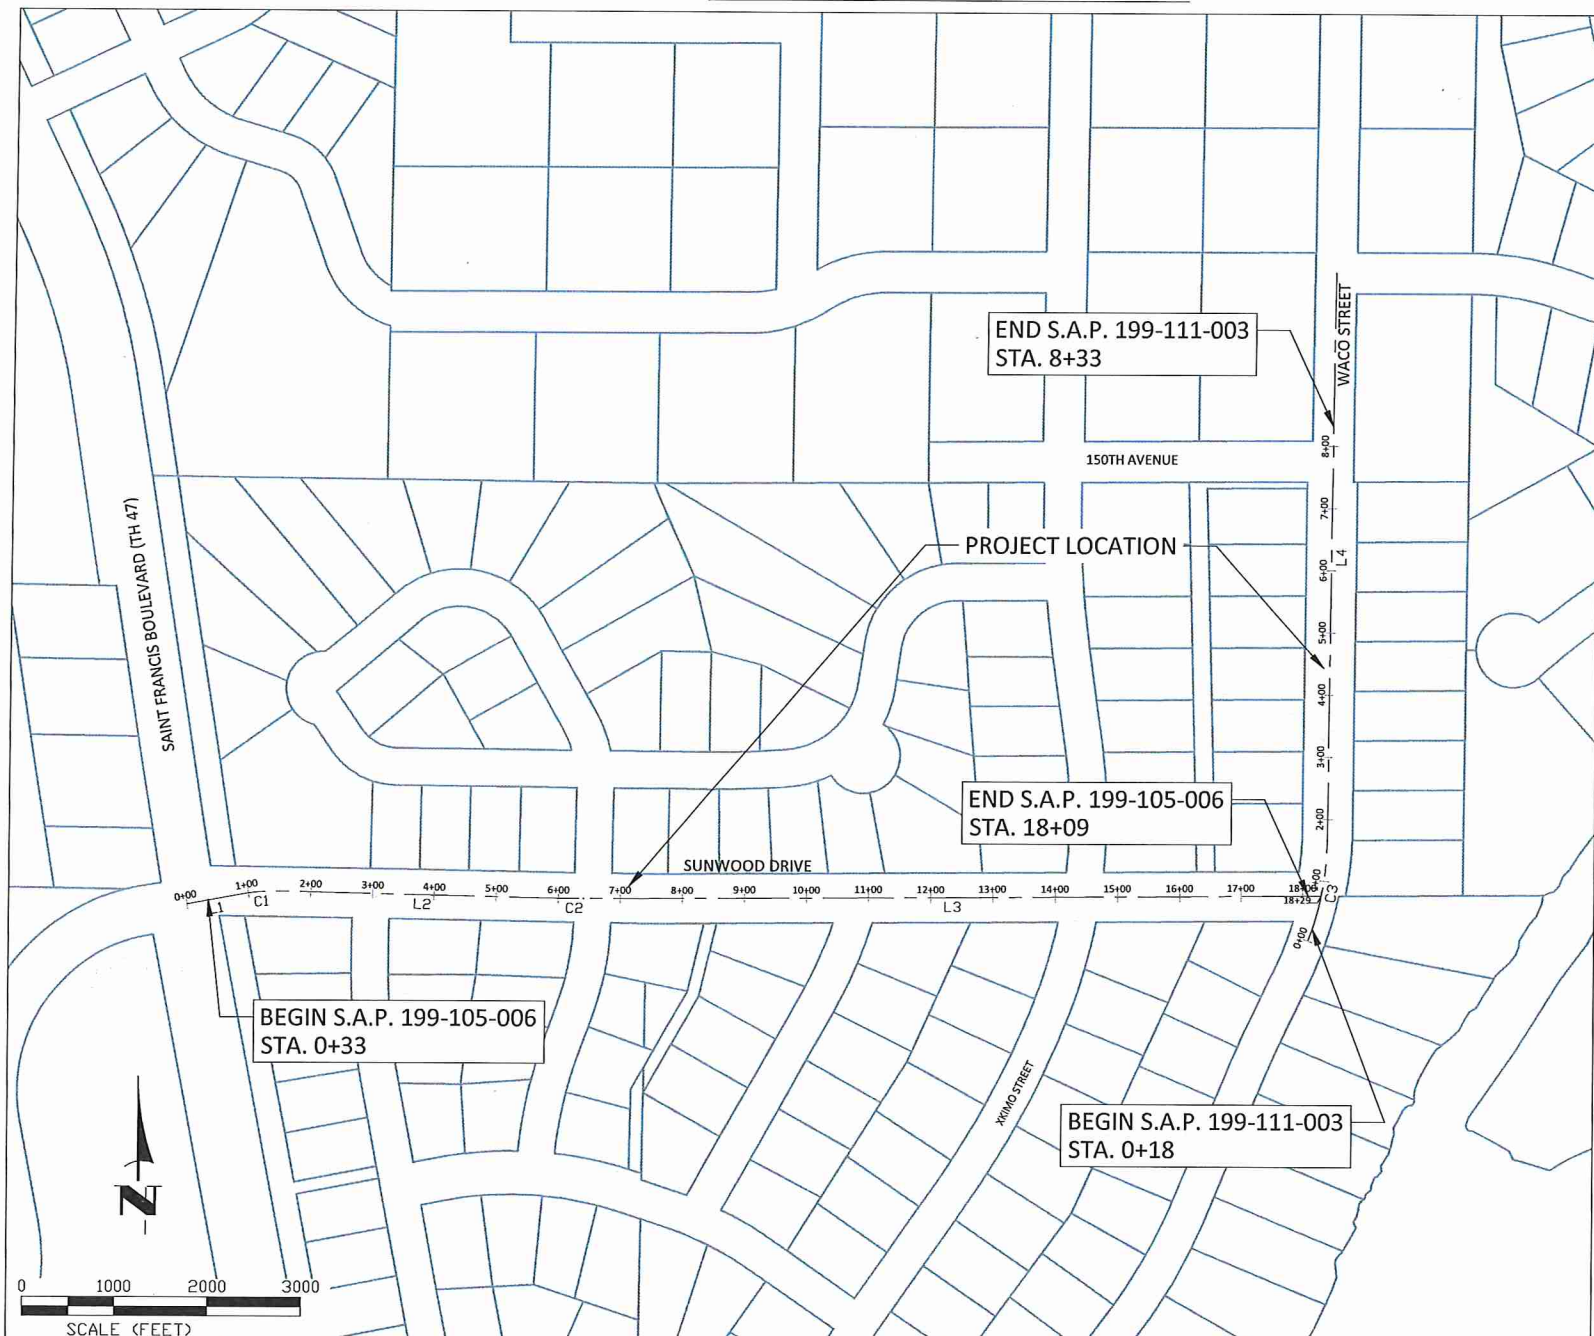 END S.A.P. 199-111-003
STA. 8+33
WACO STREET
8+00
150TH AVENUE
7+00
SAINT FRANCIS BOULEVARD (TH 47)
PROJECT LOCATION
L4
6+00
5+00
4+00
3+00
END S.A.P. 199-105-006
STA. 18+09
2+00
SUNWOOD DRIVE
0+00
1+00
2+00
3+00
4+00
5+00
6+00
7+00
8+00
9+00
10+00
11+00
12+00
13+00
14+00
15+00
16+00
17+00
18+29
L1
C1
L2
C2
L3
C3
0+00
BEGIN S.A.P. 199-105-006
STA. 0+33
XKIMO STREET
BEGIN S.A.P. 199-111-003
STA. 0+18
N
0 1000 2000 3000
SCALE (FEET)